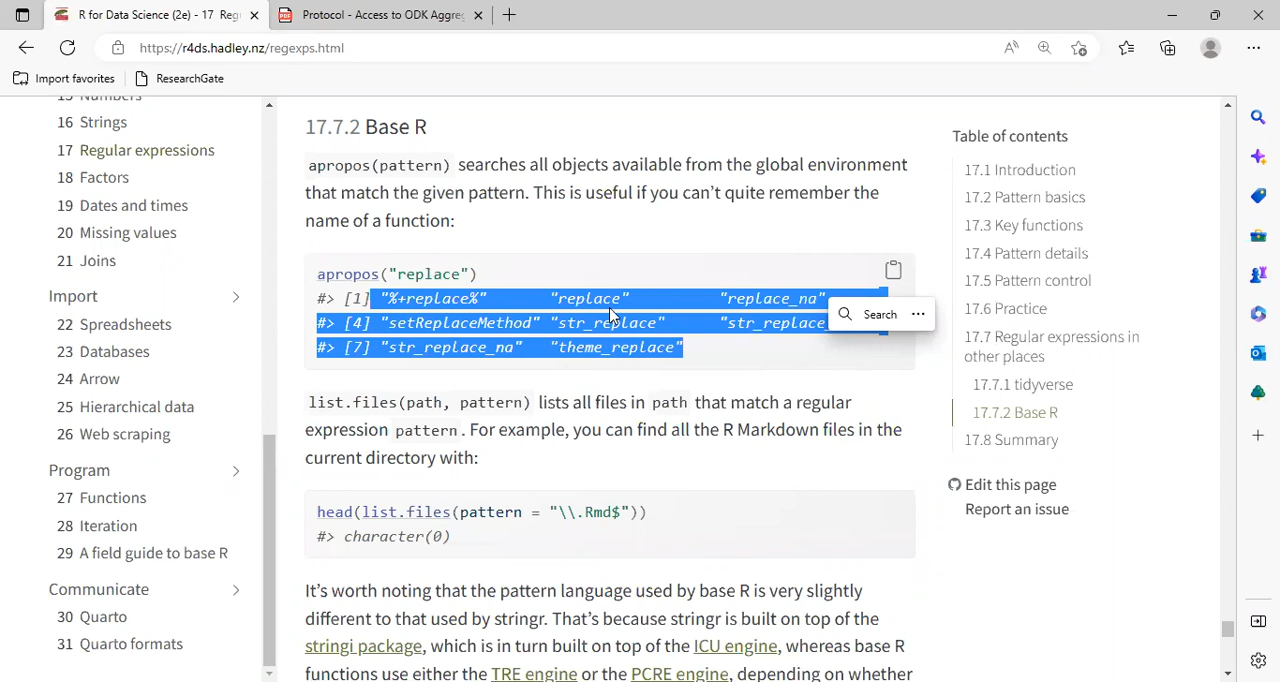 R for Data Science (2e) - 17 Reg
Protocol - Access to ODK Aggre
https://r4ds.hadley.nz/regexps.html
Import favorites
ResearchGate
15 Numbers
16 Strings
17 Regular expressions
18 Factors
19 Dates and times
20 Missing values
21 Joins
Import
22 Spreadsheets
23 Databases
24 Arrow
25 Hierarchical data
26 Web scraping
Program
27 Functions
28 Iteration
29 A field guide to base R
Communicate
30 Quarto
31 Quarto formats
17.7.2 Base R
apropos(pattern) searches all objects available from the global environment
that match the given pattern. This is useful if you can't quite remember the
name of a function:
apropos("replace")
#> [1] "%+replace%" "replace" "replace_na"
#> [4] "setReplaceMethod" "str_replace" "str_replace_
#> [7] "str_replace_na" "theme_replace"
Search
list.files(path, pattern) lists all files in path that match a regular
expression pattern. For example, you can find all the R Markdown files in the
current directory with:
head(list.files(pattern = "\\.Rmd$"))
#> character(0)
It's worth noting that the pattern language used by base R is very slightly
different to that used by stringr. That's because stringr is built on top of the
stringi package, which is in turn built on top of the ICU engine, whereas base R
functions use either the TRE engine or the PCRE engine, depending on whether
Table of contents
17.1 Introduction
17.2 Pattern basics
17.3 Key functions
17.4 Pattern details
17.5 Pattern control
17.6 Practice
17.7 Regular expressions in
other places
17.7.1 tidyverse
17.7.2 Base R
17.8 Summary
Edit this page
Report an issue